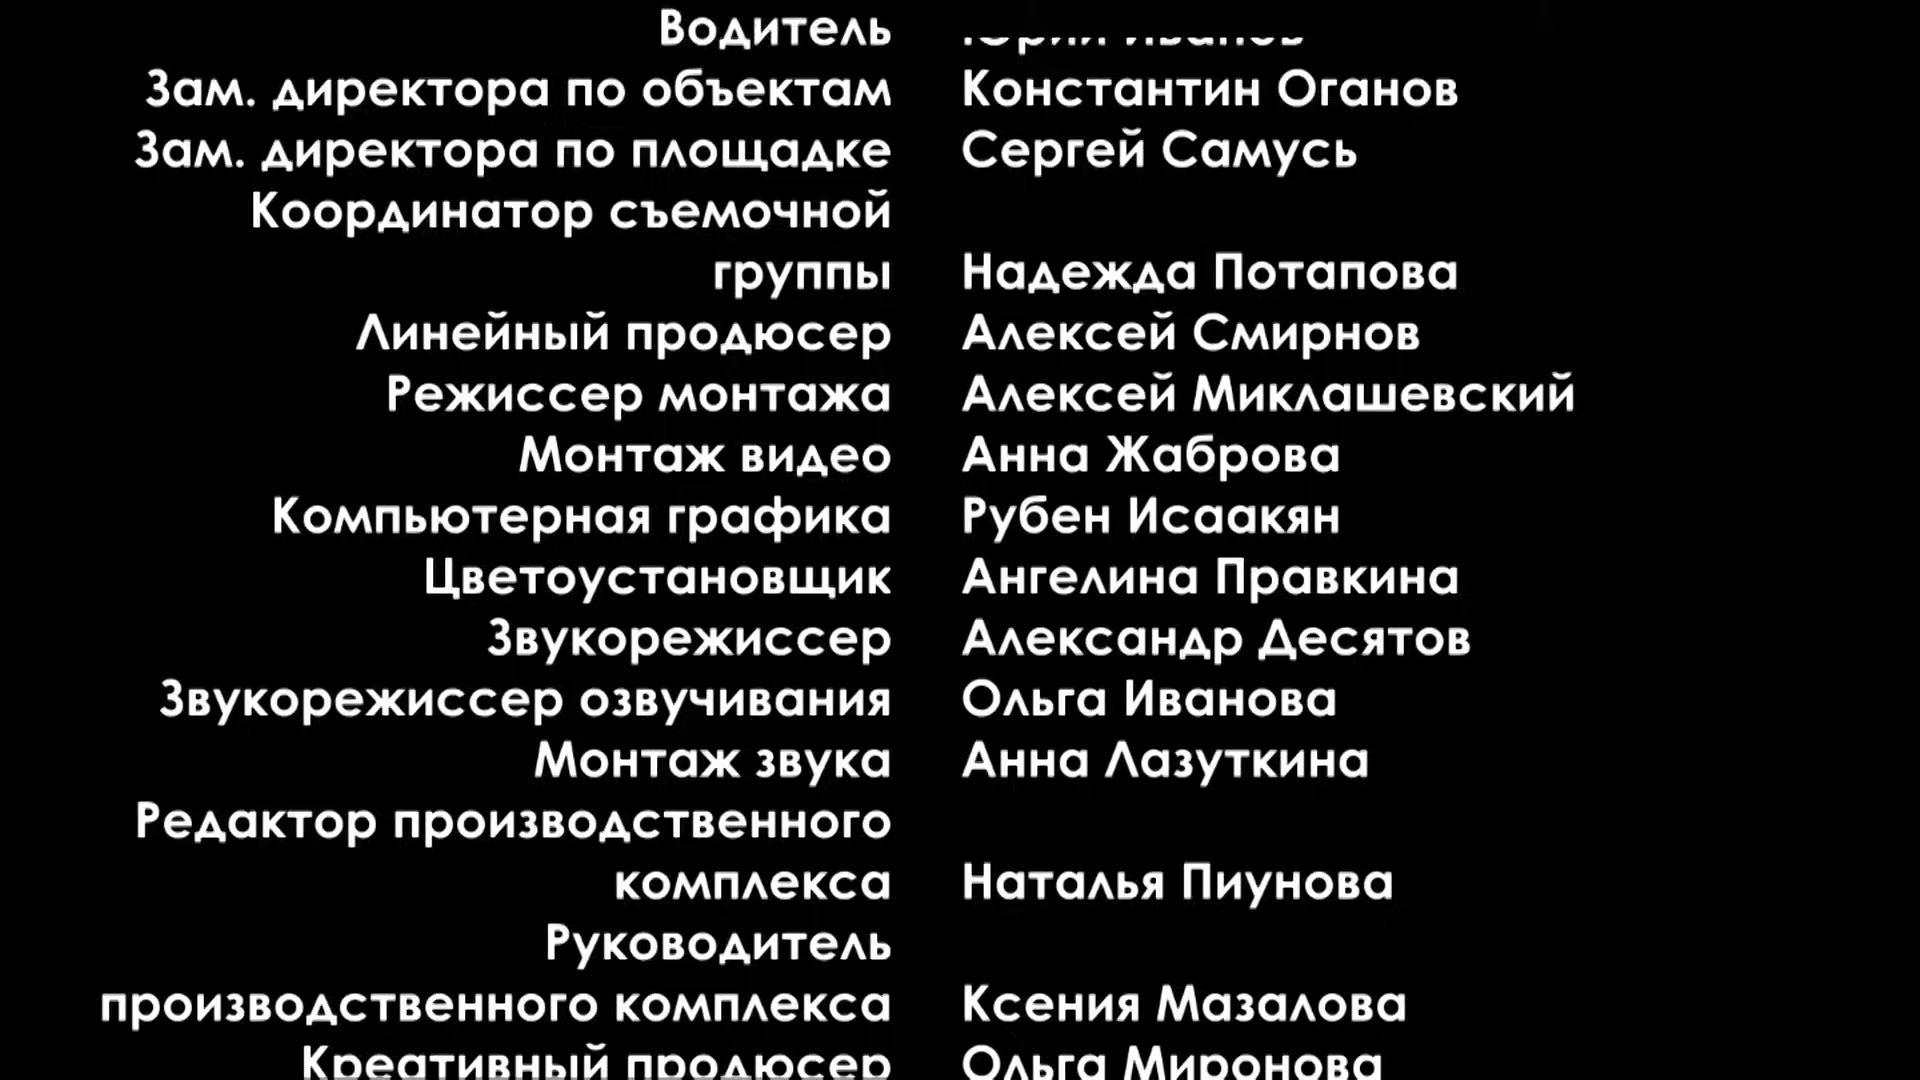 Водитель Юрий Иванов
Зам. директора по объектам Константин Оганов
Зам. директора по площадке Сергей Самусь
Координатор съемочной
группы Надежда Потапова
Линейный продюсер Алексей Смирнов
Режиссер монтажа Алексей Миклашевский
Монтаж видео Анна Жаброва
Компьютерная графика Рубен Исаакян
Цветоустановщик Ангелина Правкина
Звукорежиссер Александр Десятов
Звукорежиссер озвучивания Ольга Иванова
Монтаж звука Анна Лазуткина
Редактор производственного
комплекса Наталья Пиунова
Руководитель
производственного комплекса Ксения Мазалова
Креативный продюсер Ольга Миронова